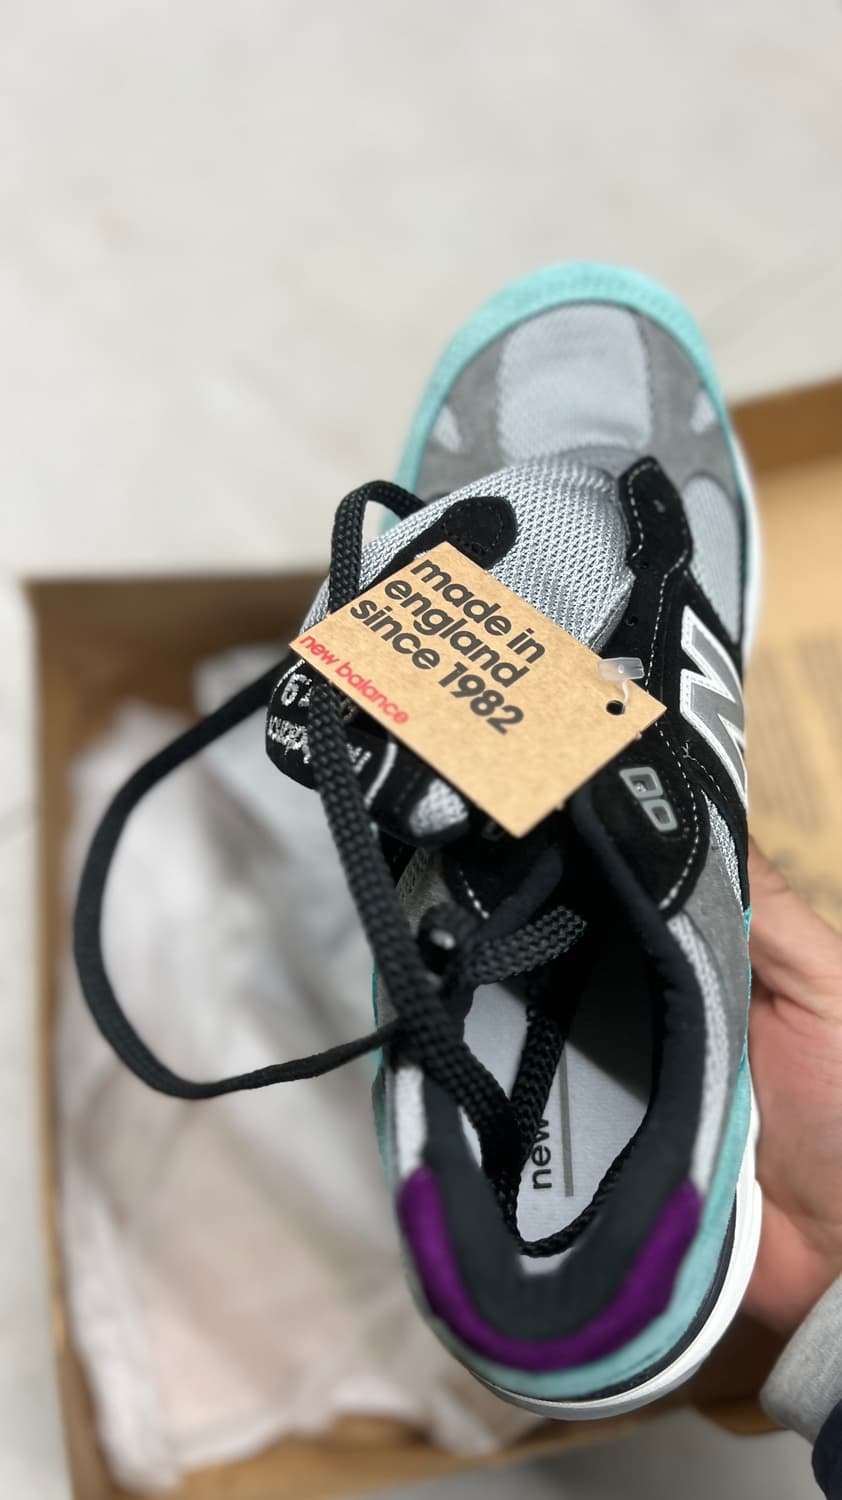 made in
england
since 1982
new balance
N
new